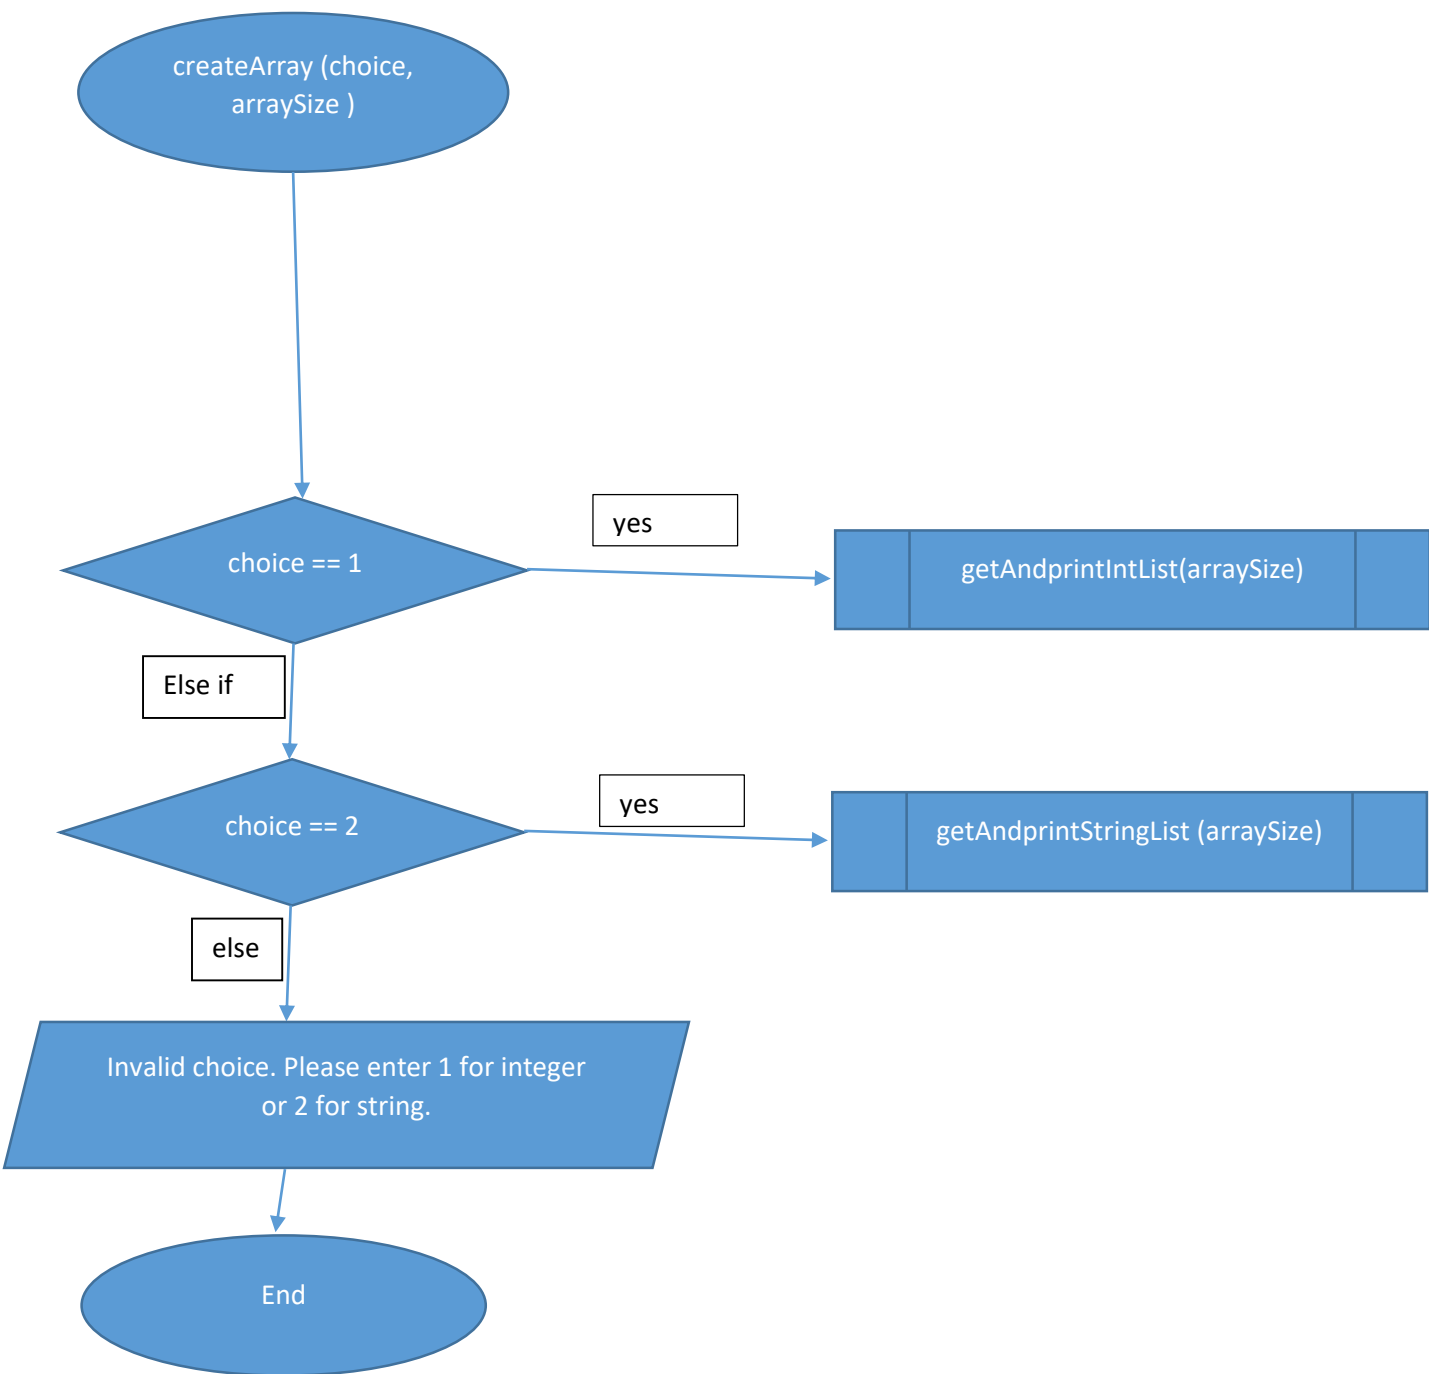 createArray (choice,
arraySize )
choice == 1
yes
getAndprintIntList(arraySize)
Else if
choice == 2
yes
getAndprintStringList (arraySize)
else
Invalid choice. Please enter 1 for integer
or 2 for string.
End